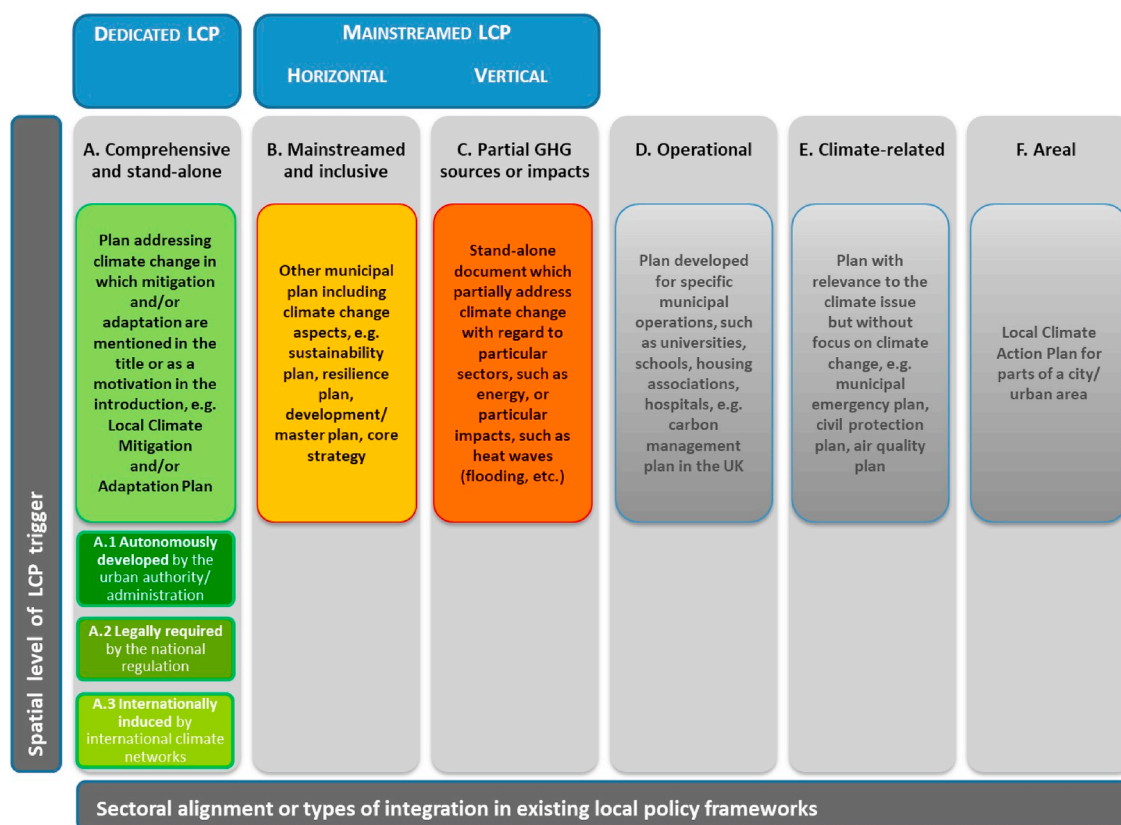 DEDICATED LCP
MAINSTREAMED LCP
HORIZONTAL
VERTICAL
A. Comprehensive
and stand-alone
B. Mainstreamed
and inclusive
C. Partial GHG
sources or impacts
D. Operational
E. Climate-related
F. Areal
Plan addressing
climate change in
which mitigation
and/or
adaptation are
mentioned in the
title or as a
motivation in the
introduction, e.g.
Local Climate
Mitigation
and/or
Adaptation Plan
Other municipal
plan including
climate change
aspects, e.g.
sustainability
plan, resilience
plan,
development/
master plan, core
strategy
Stand-alone
document which
partially address
climate change
with regard to
particular
sectors, such as
energy, or
particular
impacts, such as
heat waves
(flooding, etc.)
Plan developed
for specific
municipal
operations, such
as universities,
schools, housing
associations,
hospitals, e.g.
carbon
management
plan in the UK
Plan with
relevance to the
climate issue
but without
focus on climate
change, e.g.
municipal
emergency plan,
civil protection
plan, air quality
plan
Local Climate
Action Plan for
parts of a city/
urban area
A.1 Autonomously
developed by the
urban authority/
administration
A.2 Legally required
by the national
regulation
A.3 Internationally
induced by
international climate
networks
Spatial level of LCP trigger
Sectoral alignment or types of integration in existing local policy frameworks